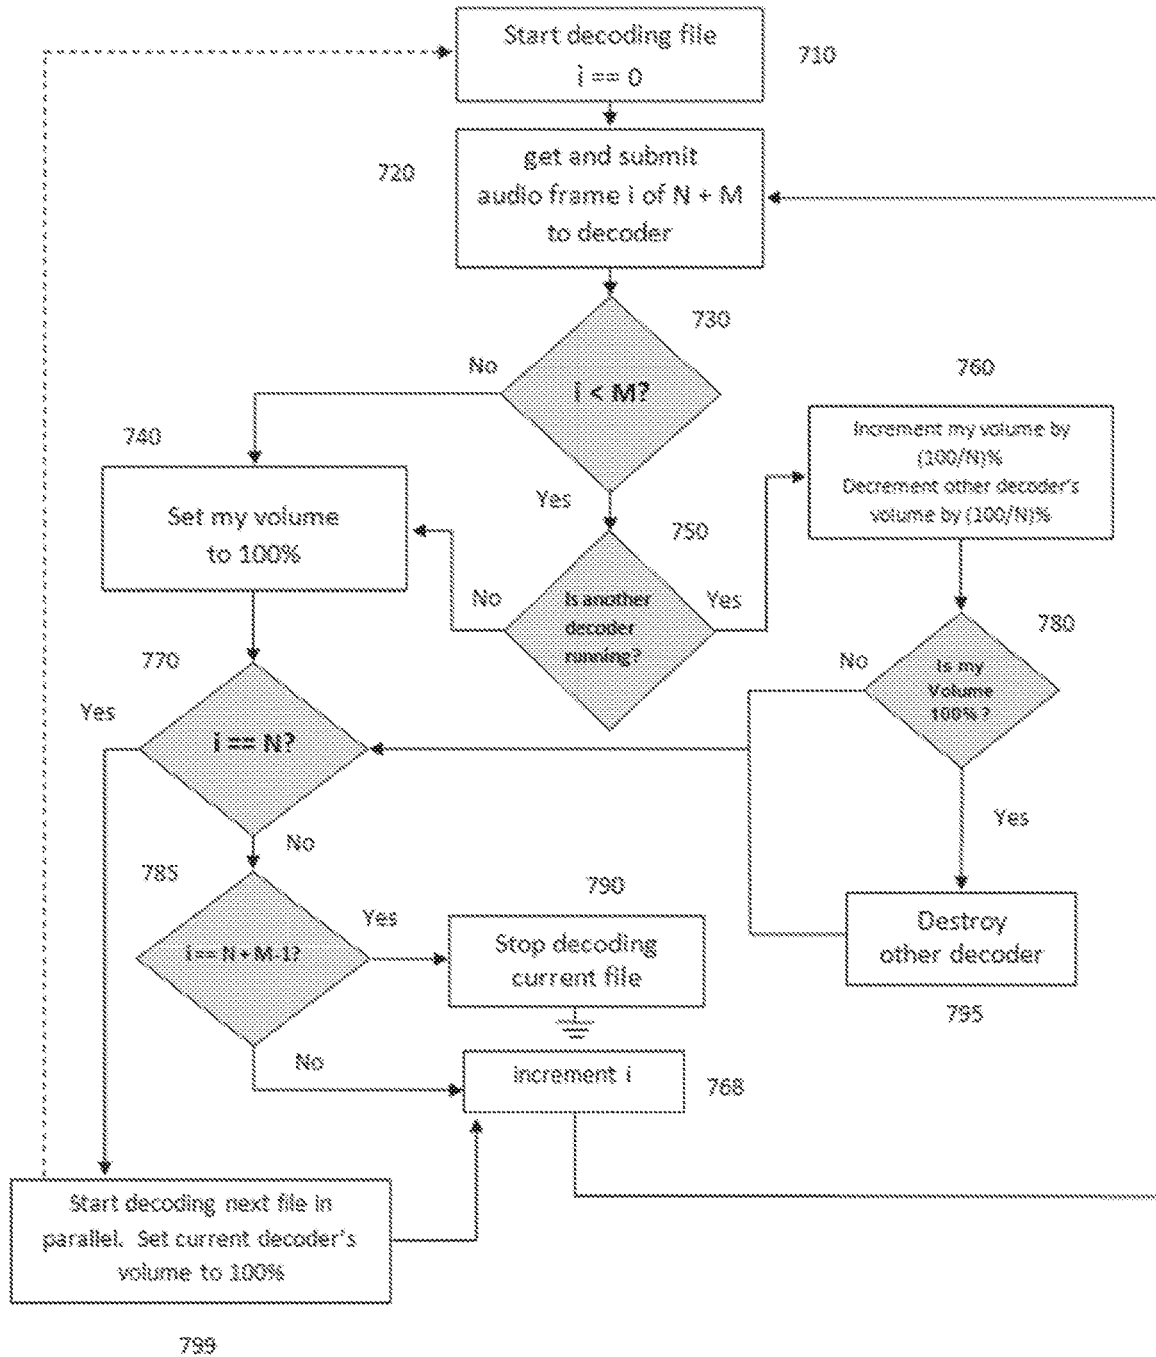 Start decoding file
i == 0
710
get and submit
audio frame i of N + M
to decoder
720
730
i < M?
No
Yes
740
Set my volume
to 100%
750
Is another
decoder
running?
No
Yes
760
Increment my volume by
(100/N)%
Decrement other decoder's
volume by (100/N)%
780
Is my
Volume
100% ?
No
Yes
770
Yes
i == N?
No
785
i == N + M-1?
Yes
No
790
Stop decoding
current file
Destroy
other decoder
795
increment i
768
Start decoding next file in
parallel. Set current decoder's
volume to 100%
799